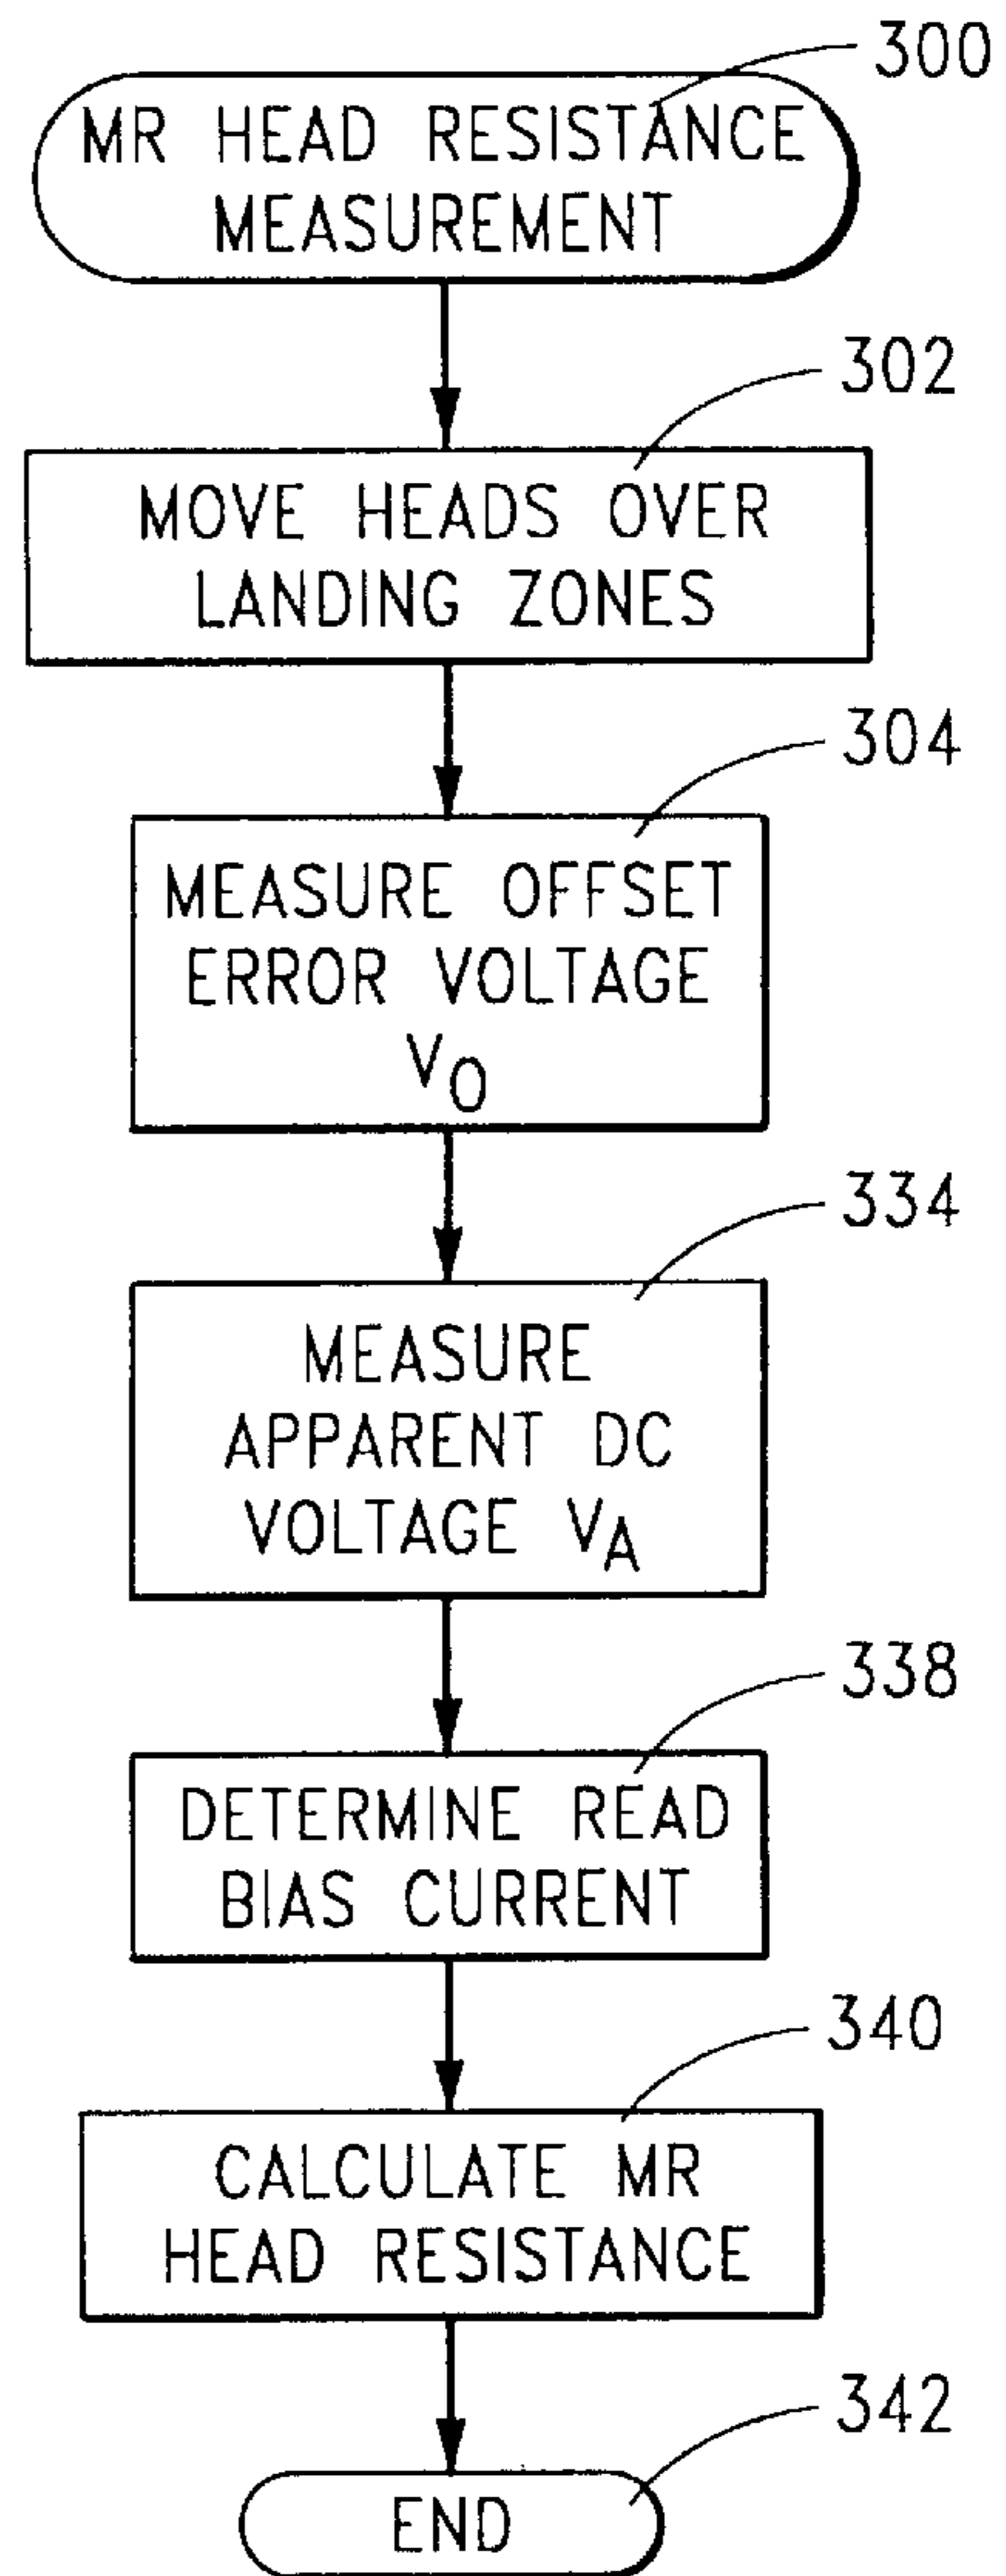 300
MR HEAD RESISTANCE
MEASUREMENT
302
MOVE HEADS OVER
LANDING ZONES
304
MEASURE OFFSET
ERROR VOLTAGE
VO
334
MEASURE
APPARENT DC
VOLTAGE VA
338
DETERMINE READ
BIAS CURRENT
340
CALCULATE MR
HEAD RESISTANCE
342
END